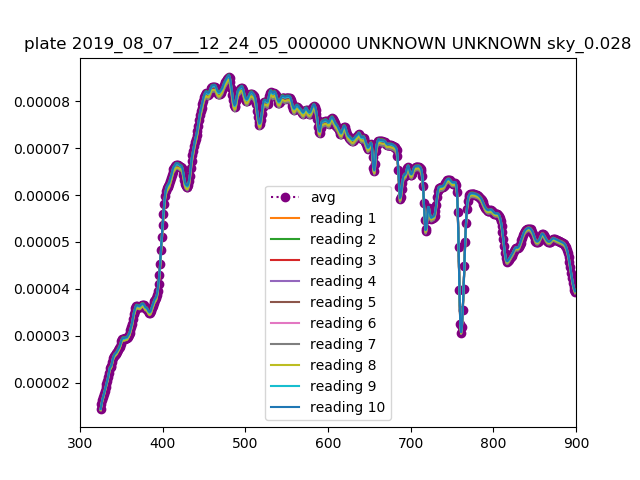 plate 2019_08_07___12_24_05_000000 UNKNOWN UNKNOWN sky_0.028
0.00008
0.00007
0.00006
0.00005
0.00004
0.00003
0.00002
avg
reading 1
reading 2
reading 3
reading 4
reading 5
reading 6
reading 7
reading 8
reading 9
reading 10
300 400 500 600 700 800 900